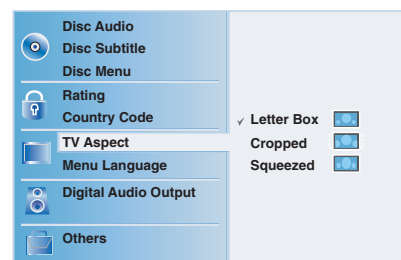 Disc Audio
Disc Subtitle
Disc Menu
Rating
Country Code
TV Aspect
Menu Language
Digital Audio Output
Others
Letter Box
Cropped
Squeezed